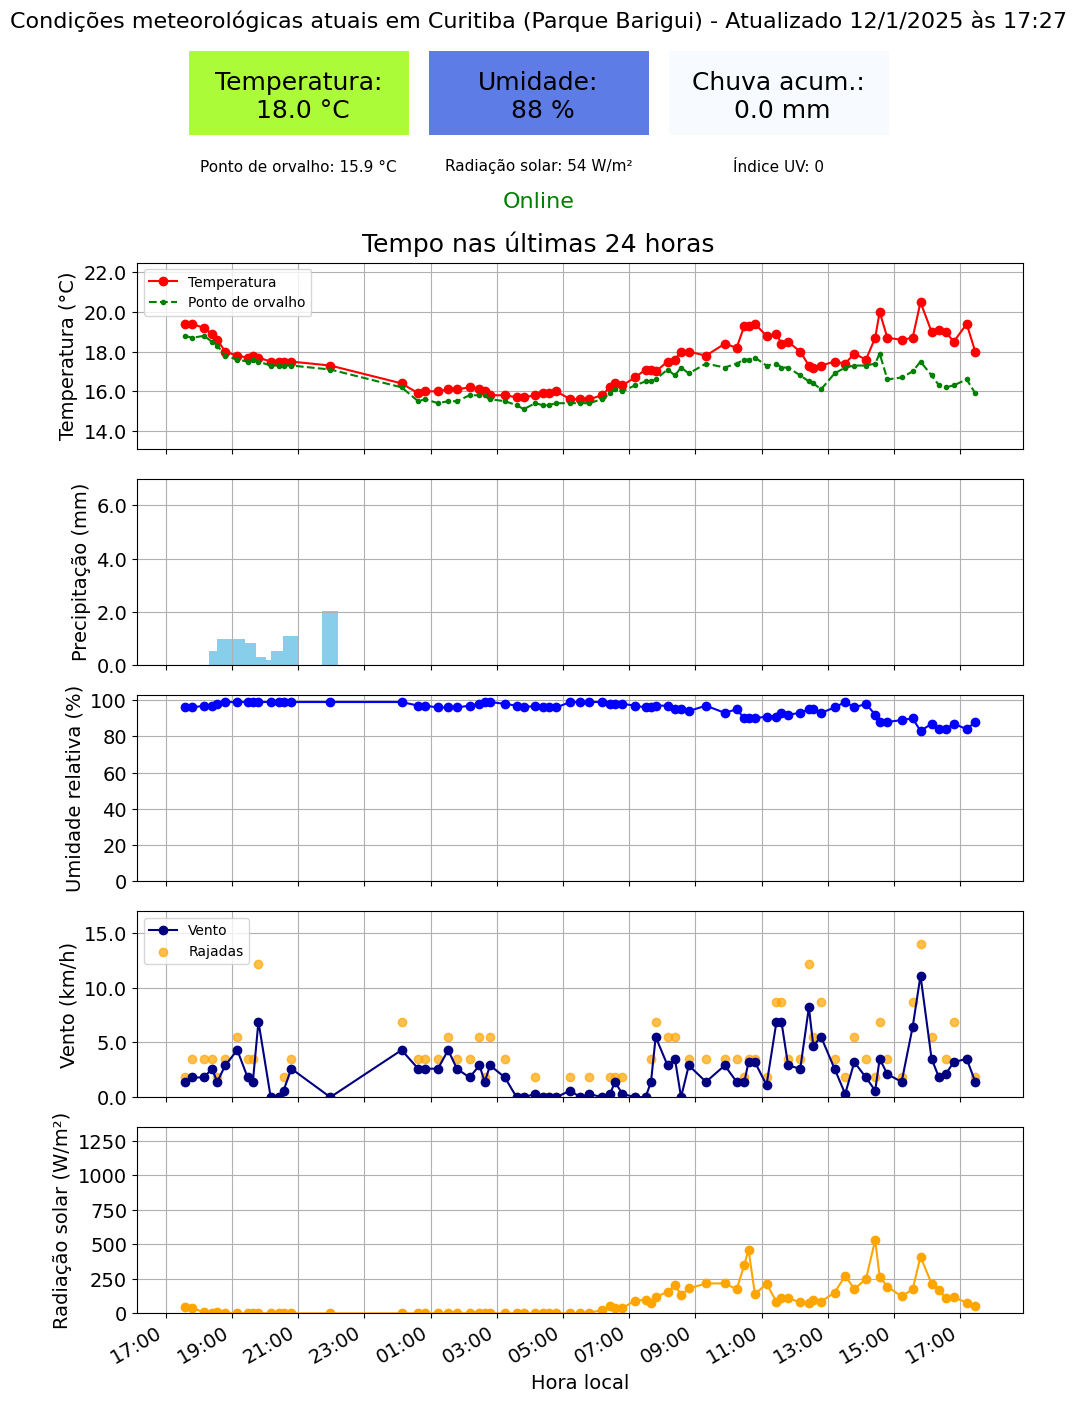 Condições meteorológicas atuais em Curitiba (Parque Barigui) - Atualizado 12/1/2025 às 17:27
Temperatura:
18.0 °C
Umidade:
88 %
Chuva acum.:
0.0 mm
Ponto de orvalho: 15.9 °C
Radiação solar: 54 W/m²
Índice UV: 0
Online
Tempo nas últimas 24 horas
Temperatura (°C)
22.0
20.0
18.0
16.0
14.0
Temperatura
Ponto de orvalho
Precipitação (mm)
6.0
4.0
2.0
0.0
Umidade relativa (%)
100
80
60
40
20
0
Vento (km/h)
15.0
10.0
5.0
0.0
Vento
Rajadas
Radiação solar (W/m²)
1250
1000
750
500
250
0
17:00
19:00
21:00
23:00
01:00
03:00
05:00
07:00
09:00
11:00
13:00
15:00
17:00
Hora local